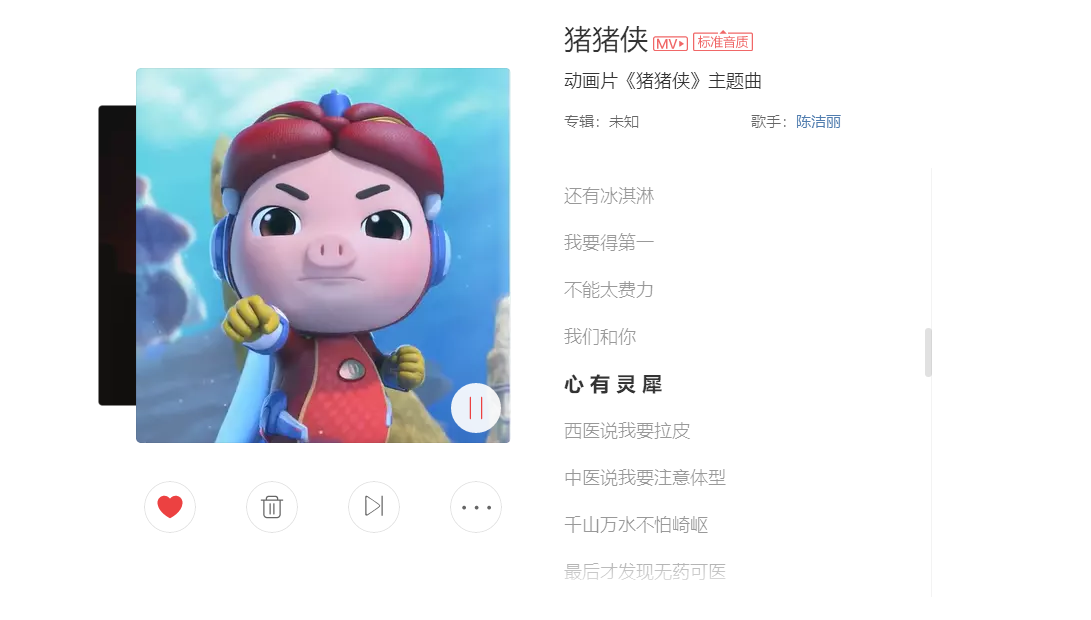 猪猪侠 MV 标准音质
动画片《猪猪侠》主题曲
专辑：未知 歌手：陈洁丽
还有冰淇淋
我要得第一
不能太费力
我们和你
心有灵犀
西医说我要拉皮
中医说我要注意体型
千山万水不怕崎岖
最后才发现无药可医